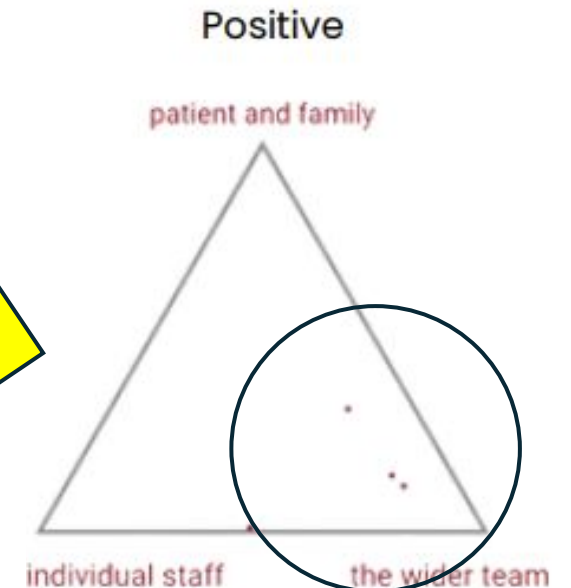 Positive
patient and family
individual staff
the wider team